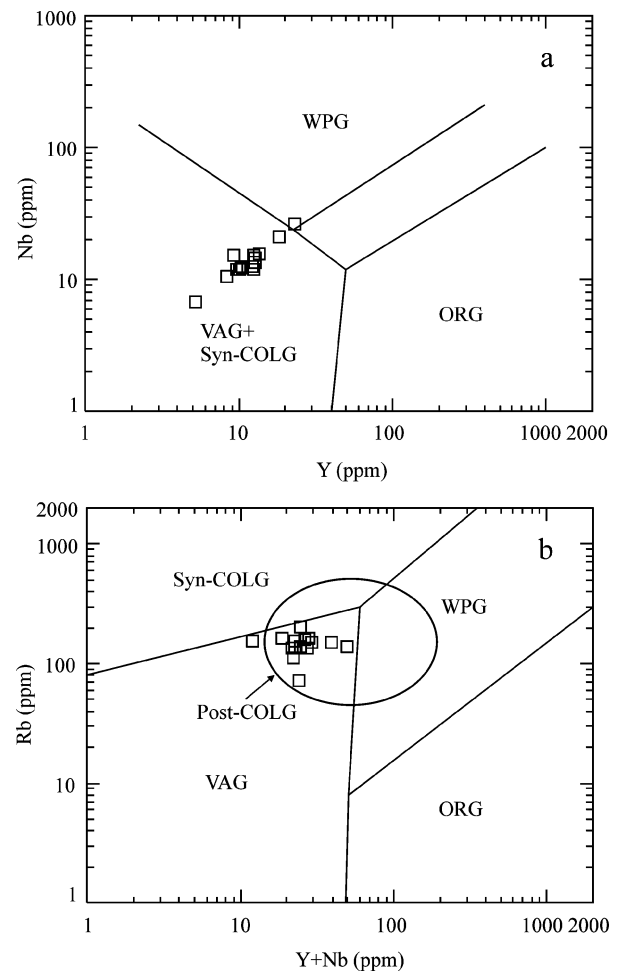 1000
a
WPG
100
Nb (ppm)
10
VAG+
Syn-COLG
ORG
1
1
10
100
1000 2000
Y (ppm)
2000
1000
b
Syn-COLG
WPG
100
Rb (ppm)
Post-COLG
VAG
10
ORG
1
1
10
100
1000 2000
Y+Nb (ppm)